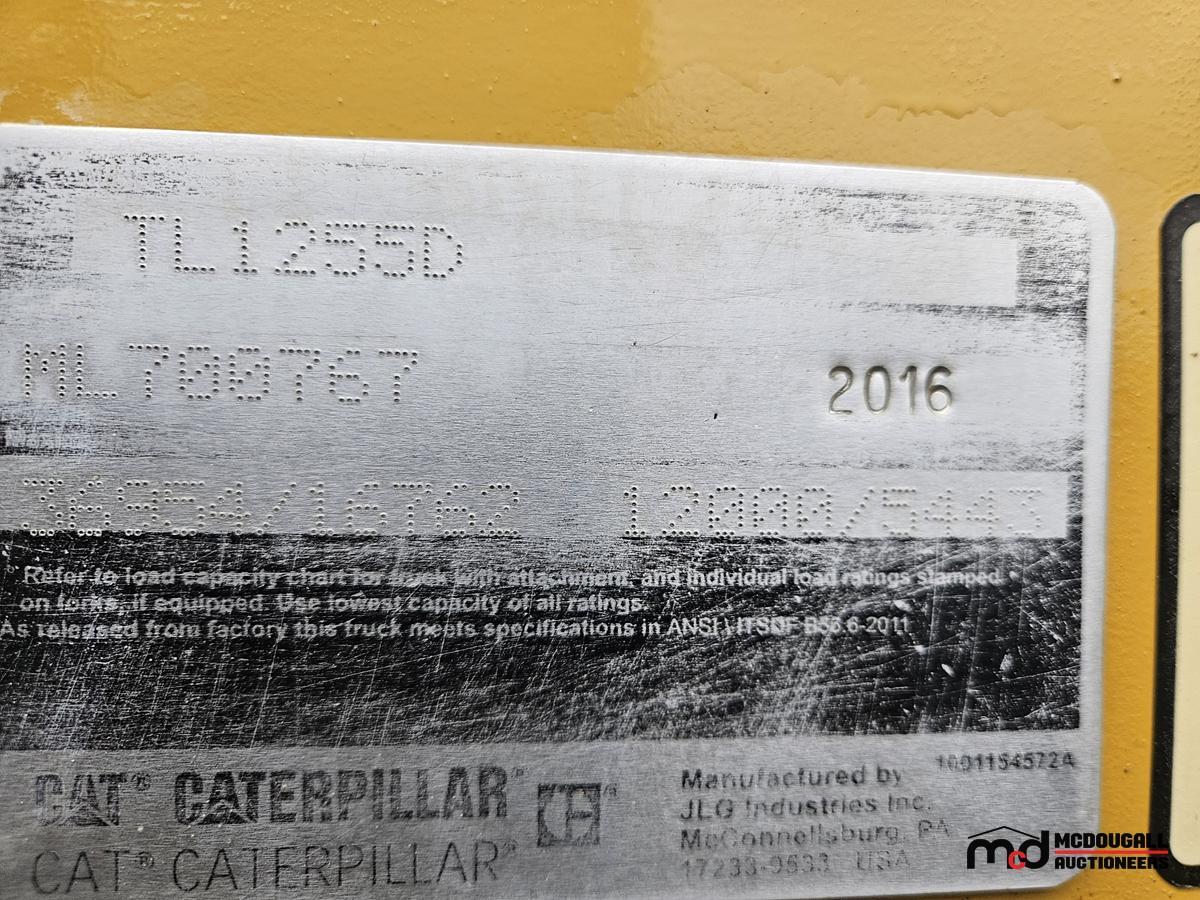 TL1255D
ML700767
2016
36954/16762 12000/5443
Refer to load capacity chart for truck with attachment, and individual load ratings stamped
on forks, if equipped. Use lowest capacity of all ratings.
As released from factory this truck meets specifications in ANSI \ ITSDF B56.6-2011
1001154572A
CAT® CATERPILLAR®
CAT® CATERPILLAR®
Manufactured by
JLG Industries Inc.
McConnellsburg, PA
17233-9533 USA
mcd MCDOUGALL
AUCTIONEERS